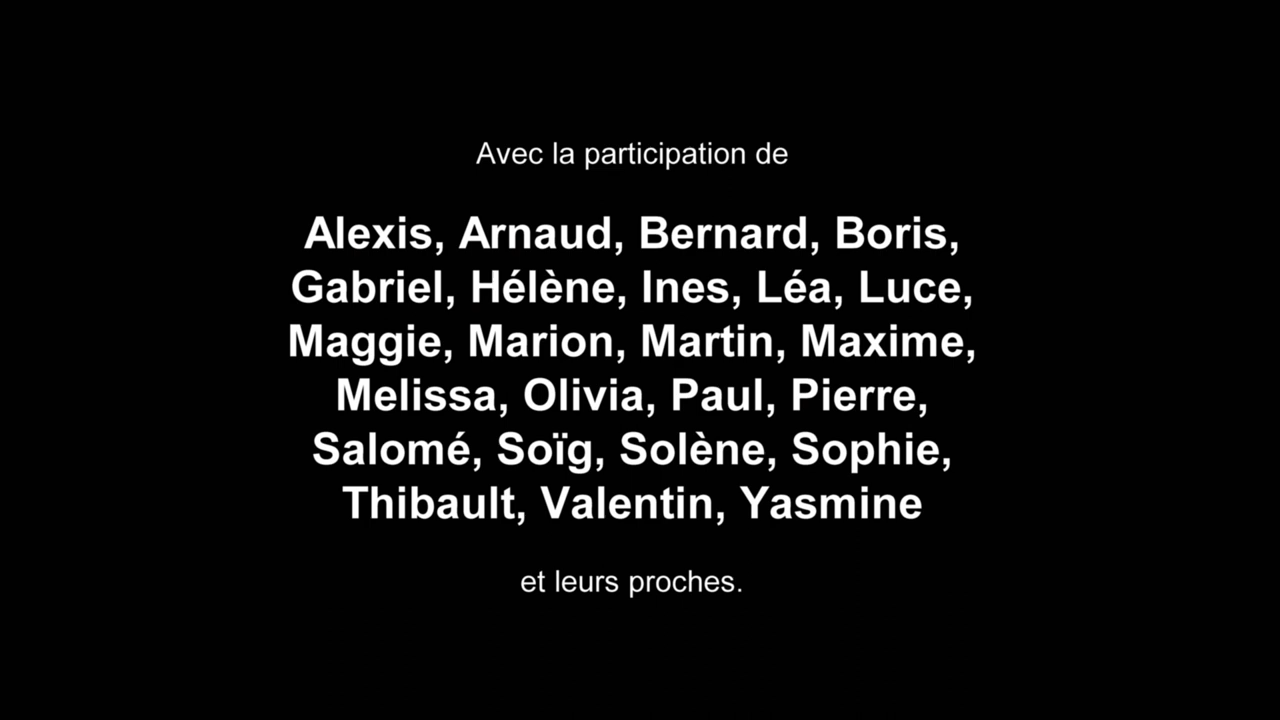 Avec la participation de
Alexis, Arnaud, Bernard, Boris,
Gabriel, Hélène, Ines, Léa, Luce,
Maggie, Marion, Martin, Maxime,
Melissa, Olivia, Paul, Pierre,
Salomé, Soïg, Solène, Sophie,
Thibault, Valentin, Yasmine
et leurs proches.